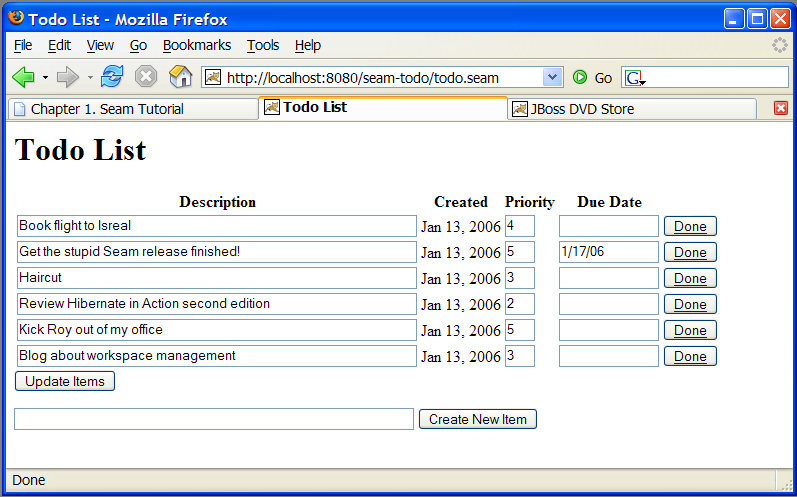 Todo List - Mozilla Firefox
File Edit View Go Bookmarks Tools Help
http://localhost:8080/seam-todo/todo.seam Go G
Chapter 1. Seam Tutorial Todo List JBoss DVD Store
Todo List
Description Created Priority Due Date
Book flight to Isreal Jan 13, 2006 4 Done
Get the stupid Seam release finished! Jan 13, 2006 5 1/17/06 Done
Haircut Jan 13, 2006 3 Done
Review Hibernate in Action second edition Jan 13, 2006 2 Done
Kick Roy out of my office Jan 13, 2006 5 Done
Blog about workspace management Jan 13, 2006 3 Done
Update Items
Create New Item
Done